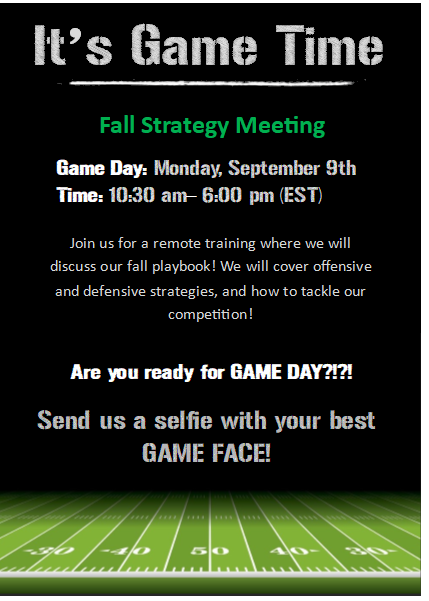 It's Game Time
Fall Strategy Meeting
Game Day: Monday, September 9th
Time: 10:30 am– 6:00 pm (EST)
Join us for a remote training where we will
discuss our fall playbook! We will cover offensive
and defensive strategies, and how to tackle our
competition!
Are you ready for GAME DAY?!?!
Send us a selfie with your best
GAME FACE!
30 40 50 40 30